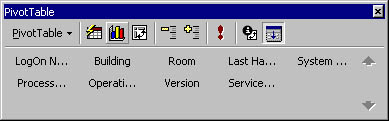 PivotTable
PivotTable
LogOn N... Building Room Last Ha... System ...
Process... Operati... Version Service...